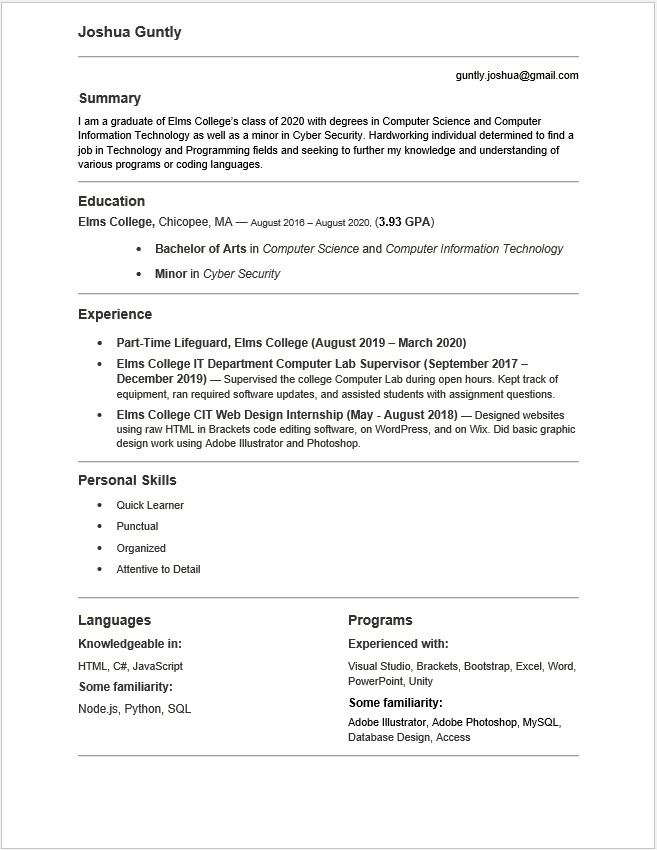 Joshua Guntly
guntly.joshua@gmail.com
Summary
I am a graduate of Elms College's class of 2020 with degrees in Computer Science and Computer
Information Technology as well as a minor in Cyber Security. Hardworking individual determined to find a
job in Technology and Programming fields and seeking to further my knowledge and understanding of
various programs or coding languages.
Education
Elms College, Chicopee, MA — August 2016 – August 2020, (3.93 GPA)
• Bachelor of Arts in Computer Science and Computer Information Technology
• Minor in Cyber Security
Experience
• Part-Time Lifeguard, Elms College (August 2019 – March 2020)
• Elms College IT Department Computer Lab Supervisor (September 2017 –
December 2019) — Supervised the college Computer Lab during open hours. Kept track of
equipment, ran required software updates, and assisted students with assignment questions.
• Elms College CIT Web Design Internship (May - August 2018) — Designed websites
using raw HTML in Brackets code editing software, on WordPress, and on Wix. Did basic graphic
design work using Adobe Illustrator and Photoshop.
Personal Skills
• Quick Learner
• Punctual
• Organized
• Attentive to Detail
Languages
Knowledgeable in:
HTML, C#, JavaScript
Some familiarity:
Node.js, Python, SQL
Programs
Experienced with:
Visual Studio, Brackets, Bootstrap, Excel, Word,
PowerPoint, Unity
Some familiarity:
Adobe Illustrator, Adobe Photoshop, MySQL,
Database Design, Access